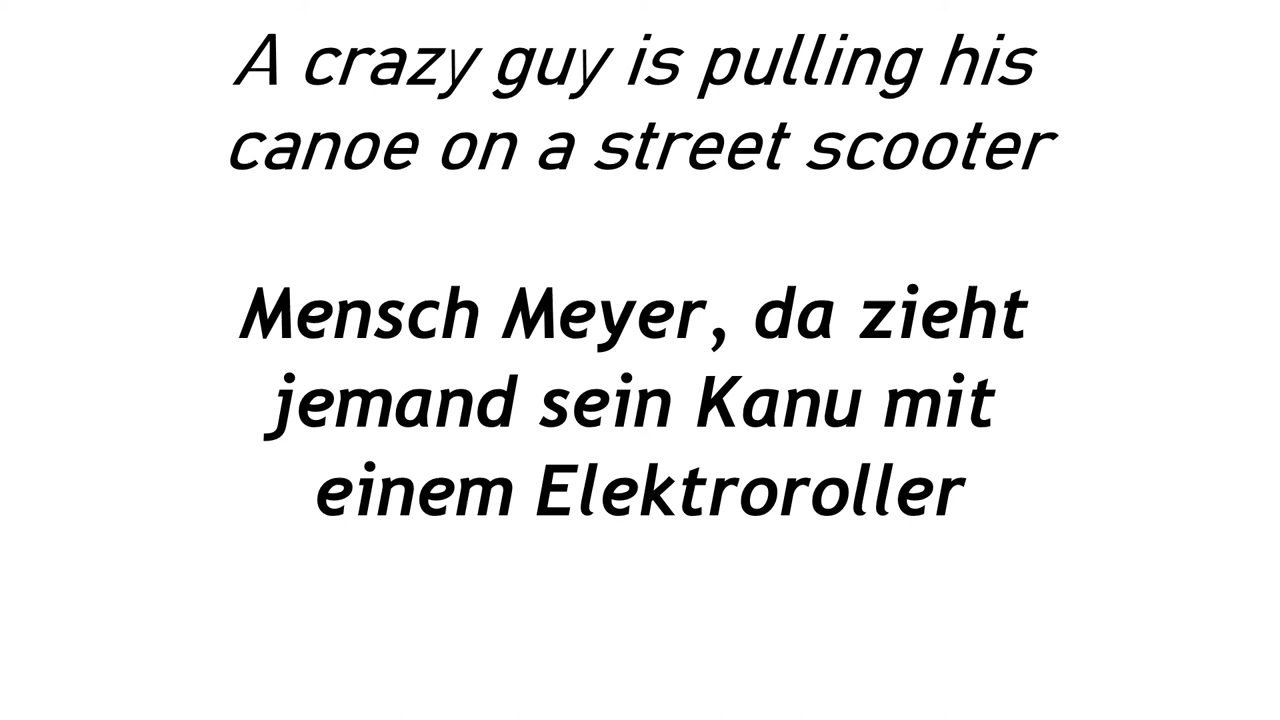 A crazy guy is pulling his
canoe on a street scooter
Mensch Meyer, da zieht
jemand sein Kanu mit
einem Elektroroller